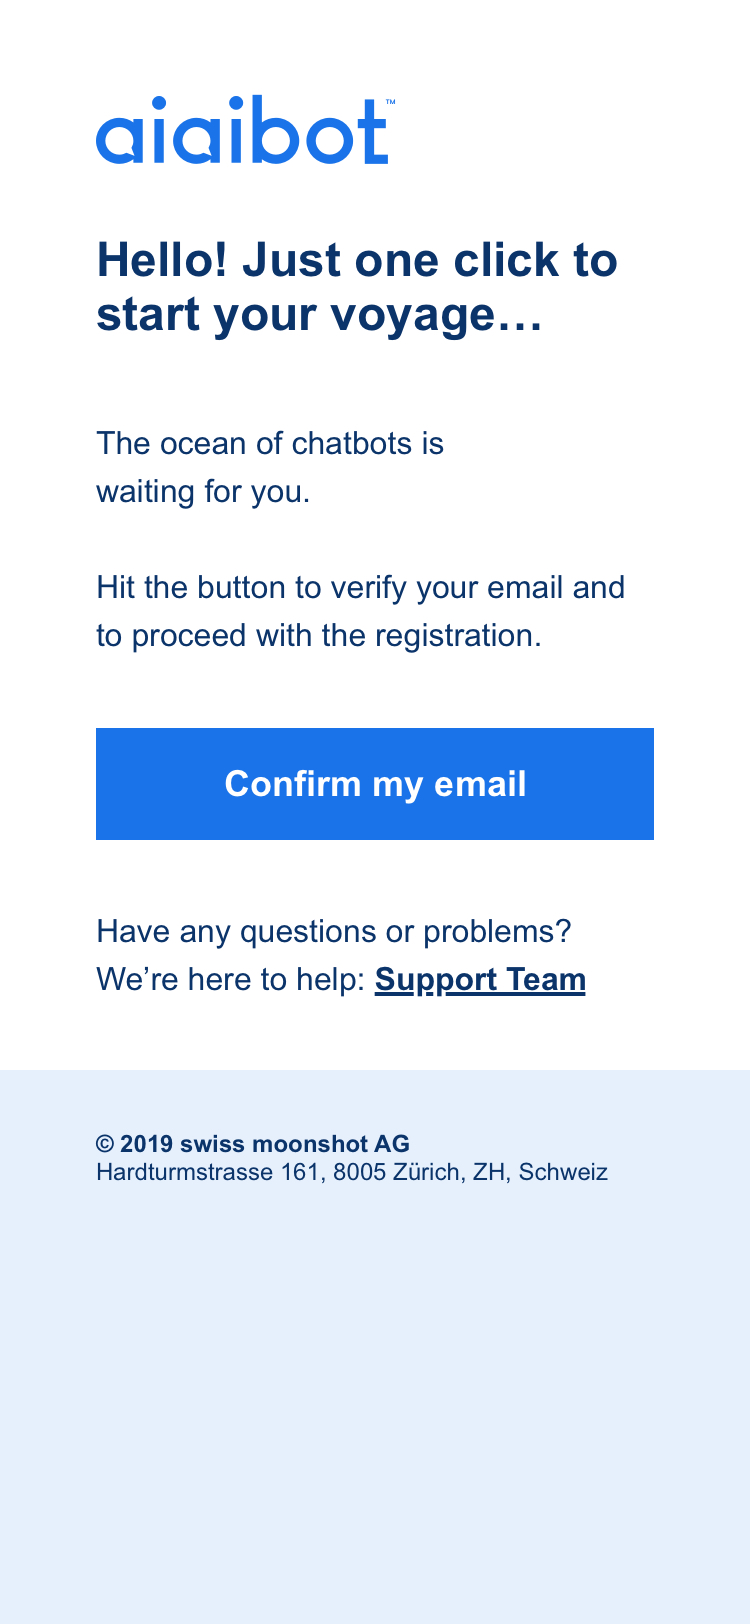 aiaibot™
Hello! Just one click to
start your voyage…
The ocean of chatbots is
waiting for you.
Hit the button to verify your email and
to proceed with the registration.
Confirm my email
Have any questions or problems?
We’re here to help: Support Team
© 2019 swiss moonshot AG
Hardturmstrasse 161, 8005 Zürich, ZH, Schweiz